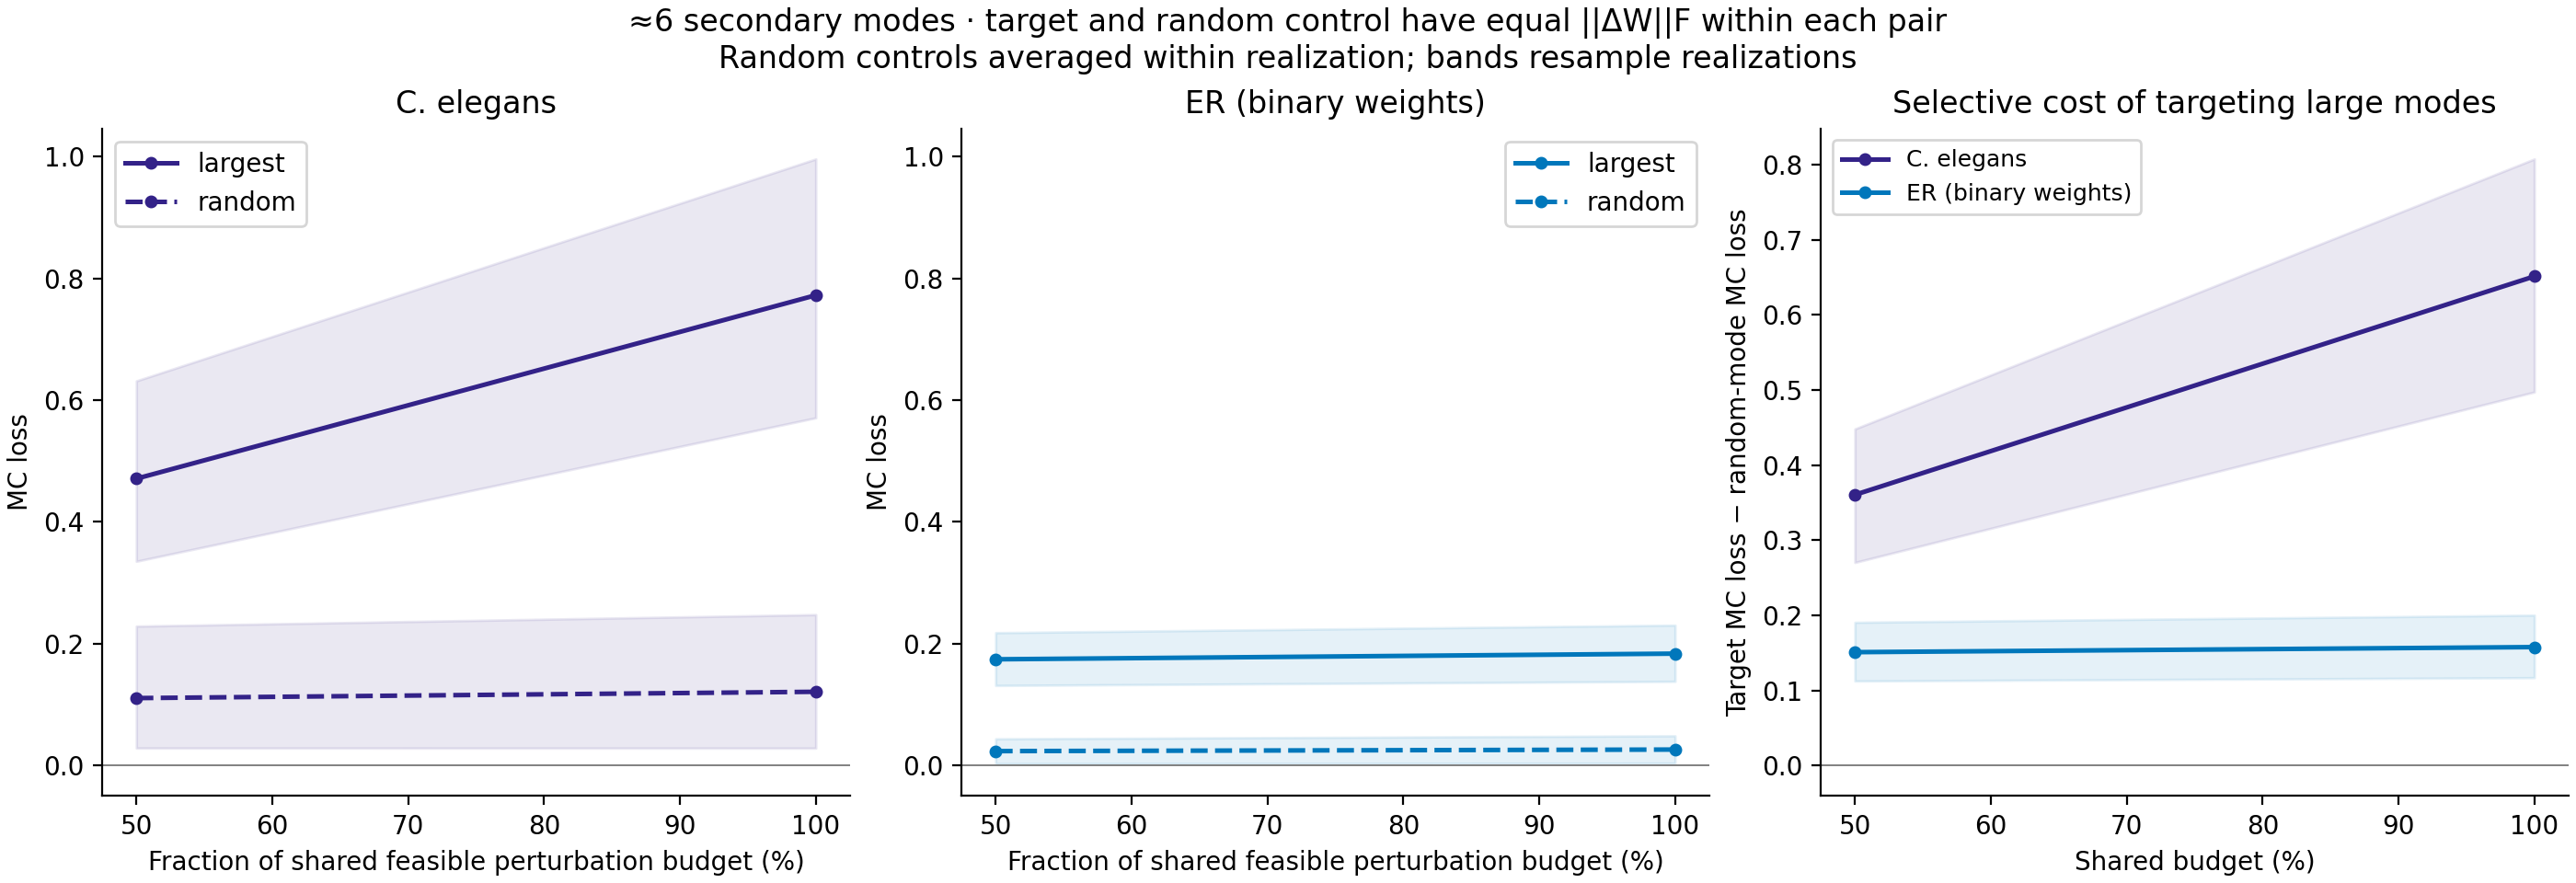 ≈6 secondary modes · target and random control have equal ||ΔW||F within each pair
Random controls averaged within realization; bands resample realizations
C. elegans
MC loss
1.0
0.8
0.6
0.4
0.2
0.0
largest
random
50 60 70 80 90 100
Fraction of shared feasible perturbation budget (%)
ER (binary weights)
MC loss
1.0
0.8
0.6
0.4
0.2
0.0
largest
random
50 60 70 80 90 100
Fraction of shared feasible perturbation budget (%)
Selective cost of targeting large modes
Target MC loss − random-mode MC loss
0.8
0.7
0.6
0.5
0.4
0.3
0.2
0.1
0.0
C. elegans
ER (binary weights)
50 60 70 80 90 100
Shared budget (%)